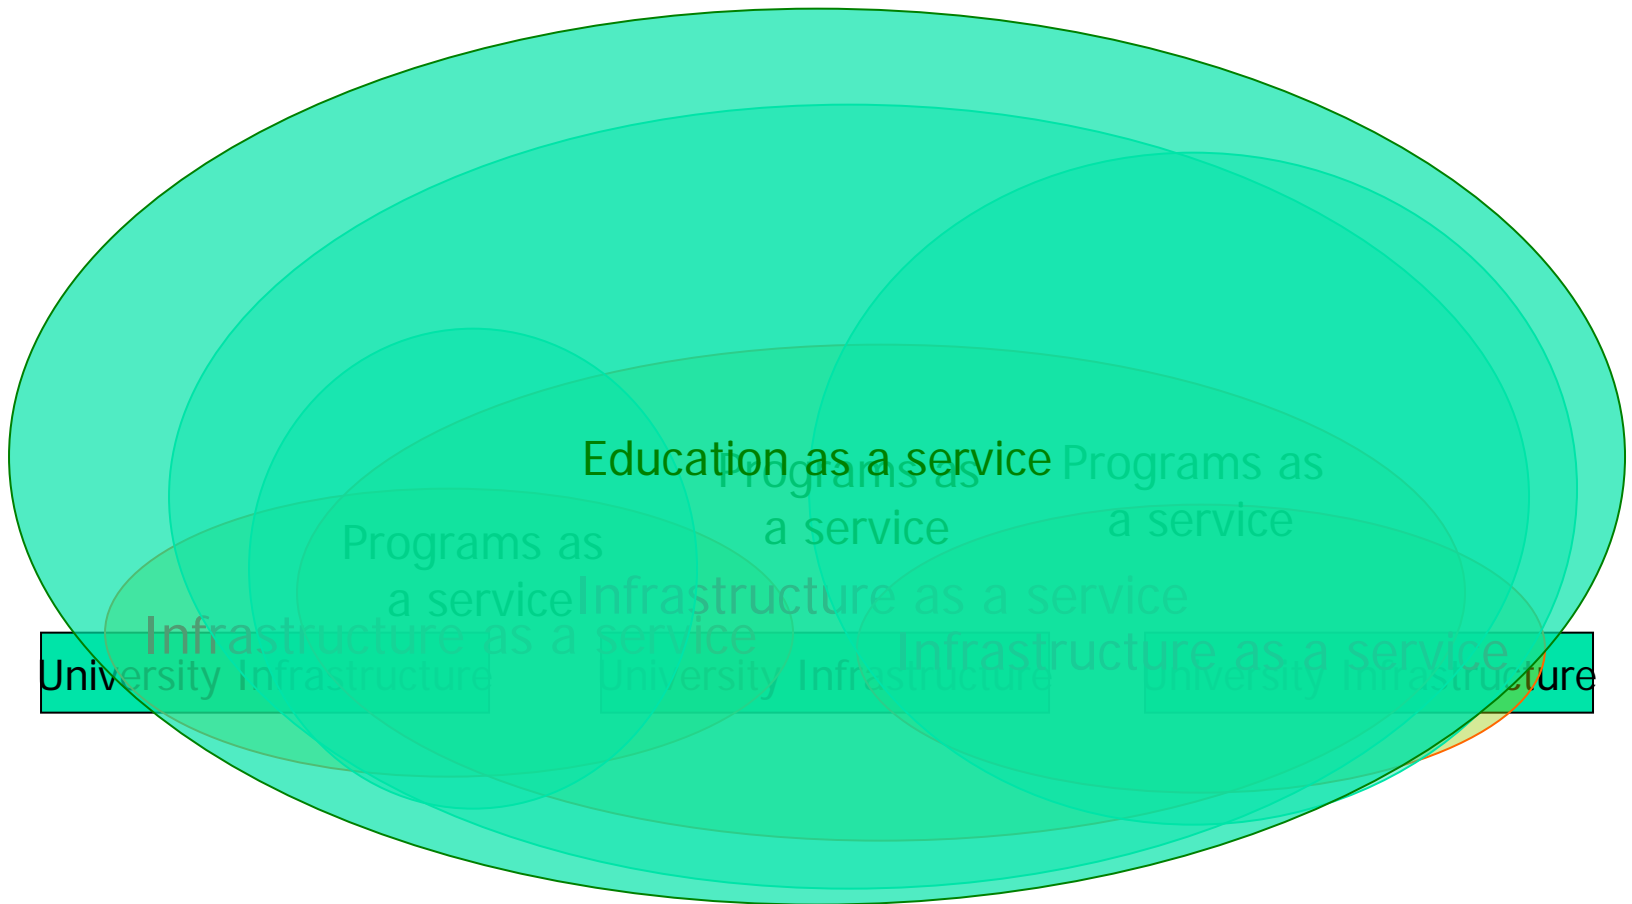 Education as a service
Programs as
a service
Programs as
a service
Programs as
a service
Infrastructure as a service
Infrastructure as a service
Infrastructure as a service
University Infrastructure
University Infrastructure
University Infrastructure